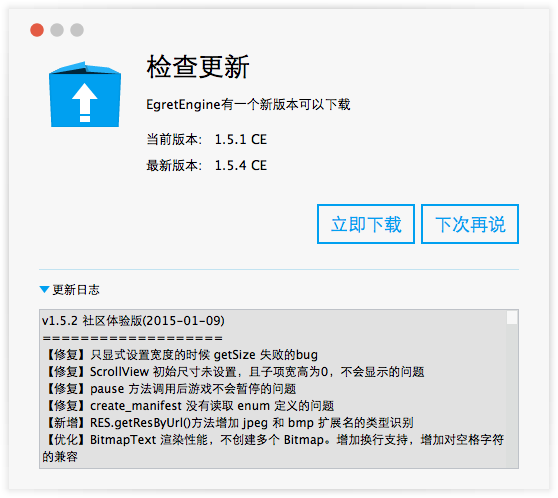 检查更新
EgretEngine有一个新版本可以下载
当前版本: 1.5.1 CE
最新版本: 1.5.4 CE
立即下载 下次再说
更新日志
v1.5.2 社区体验版(2015-01-09)
===================
【修复】只显式设置宽度的时候 getSize 失败的bug
【修复】ScrollView 初始尺寸未设置，且子项宽高为0，不会显示的问题
【修复】pause 方法调用后游戏不会暂停的问题
【修复】create_manifest 没有读取 enum 定义的问题
【新增】RES.getResByUrl()方法增加 jpeg 和 bmp 扩展名的类型识别
【优化】BitmapText 渲染性能，不创建多个 Bitmap。增加换行支持，增加对空格字符
的兼容